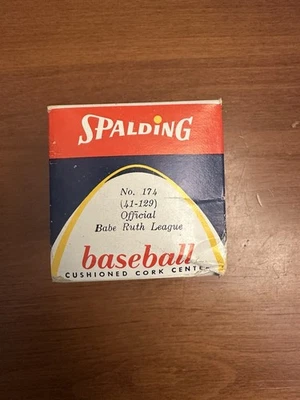 SPALDING
No. 174
(41-129)
Official
Babe Ruth League
baseball
CUSHIONED CORK CENTER